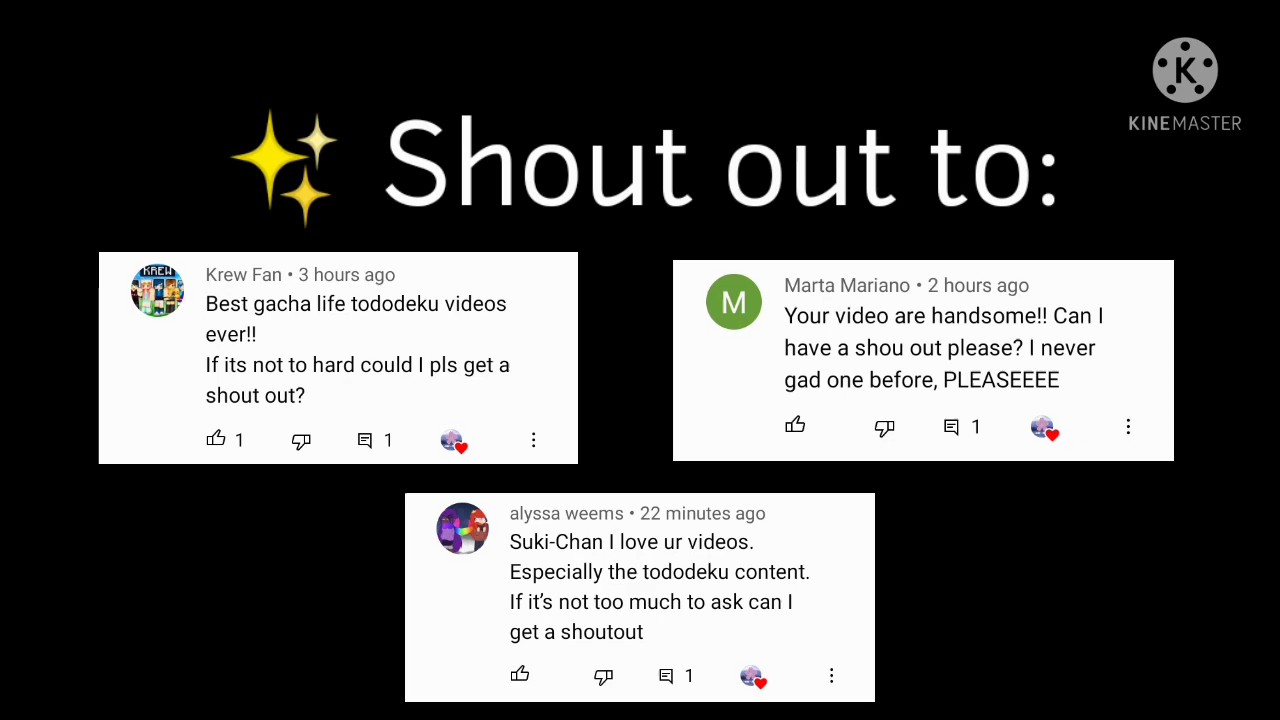 KINEMASTER
✨ Shout out to:
KREW
Krew Fan • 3 hours ago
Best gacha life tododeku videos
ever!!
If its not to hard could I pls get a
shout out?
1 1
M
Marta Mariano • 2 hours ago
Your video are handsome!! Can I
have a shou out please? I never
gad one before, PLEASEEEE
1
alyssa weems • 22 minutes ago
Suki-Chan I love ur videos.
Especially the tododeku content.
If it’s not too much to ask can I
get a shoutout
1